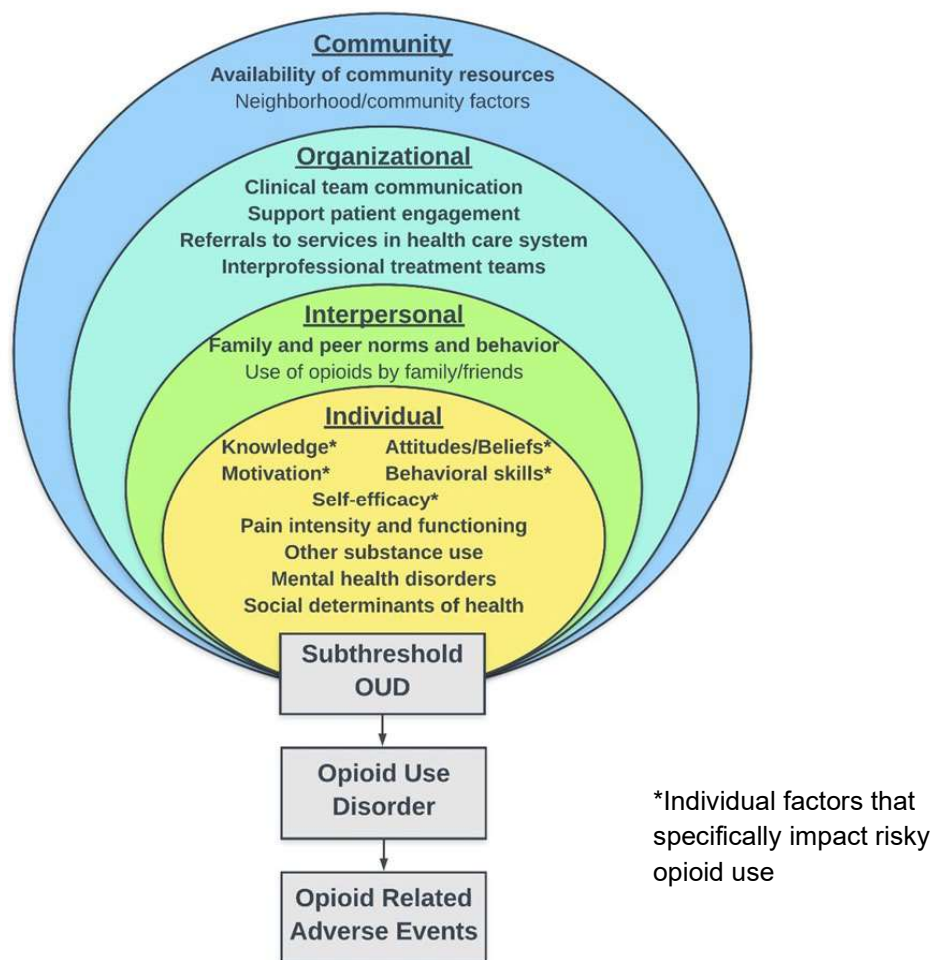 Community
Availability of community resources
Neighborhood/community factors
Organizational
Clinical team communication
Support patient engagement
Referrals to services in health care system
Interprofessional treatment teams
Interpersonal
Family and peer norms and behavior
Use of opioids by family/friends
Individual
Knowledge* Attitudes/Beliefs*
Motivation* Behavioral skills*
Self-efficacy*
Pain intensity and functioning
Other substance use
Mental health disorders
Social determinants of health
Subthreshold
OUD
Opioid Use
Disorder
Opioid Related
Adverse Events
*Individual factors that
specifically impact risky
opioid use